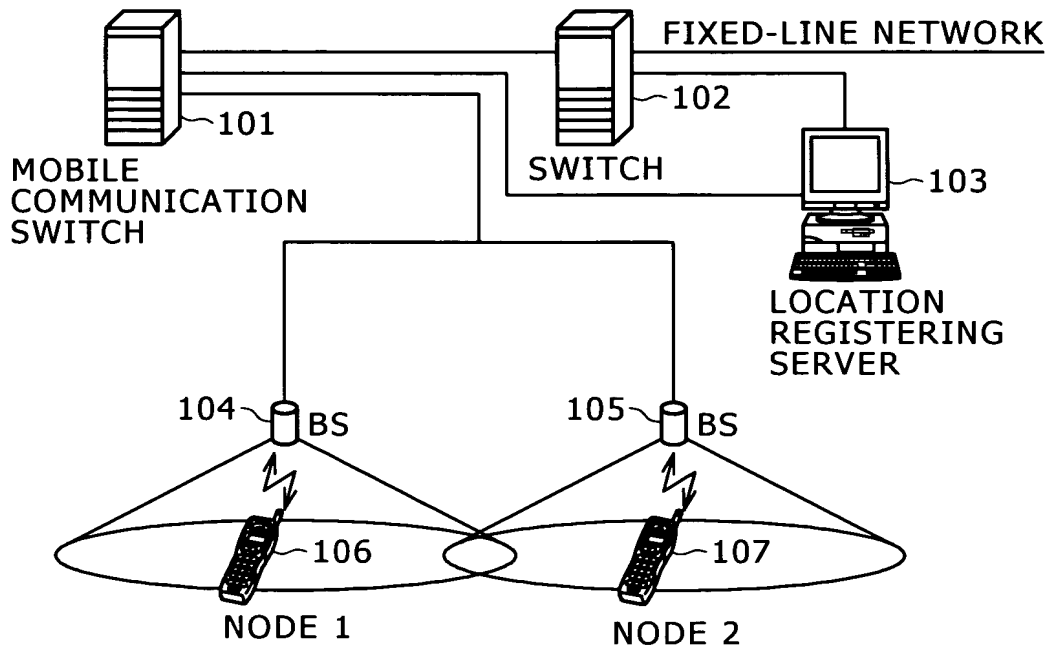 FIXED-LINE NETWORK
101
102
MOBILE
COMMUNICATION
SWITCH
SWITCH
103
LOCATION
REGISTERING
SERVER
104
BS
105
BS
106
107
NODE 1
NODE 2